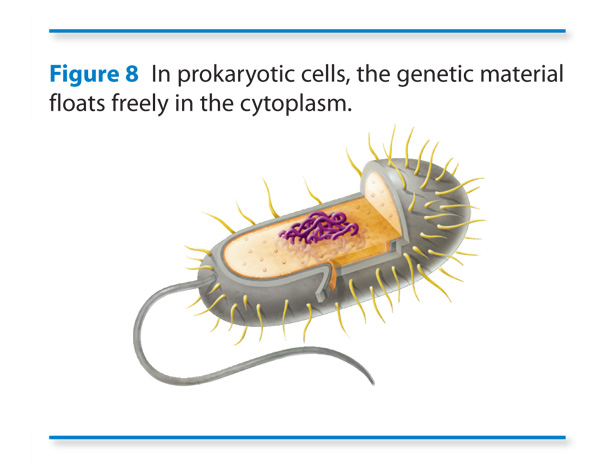 Figure 8 In prokaryotic cells, the genetic material
floats freely in the cytoplasm.